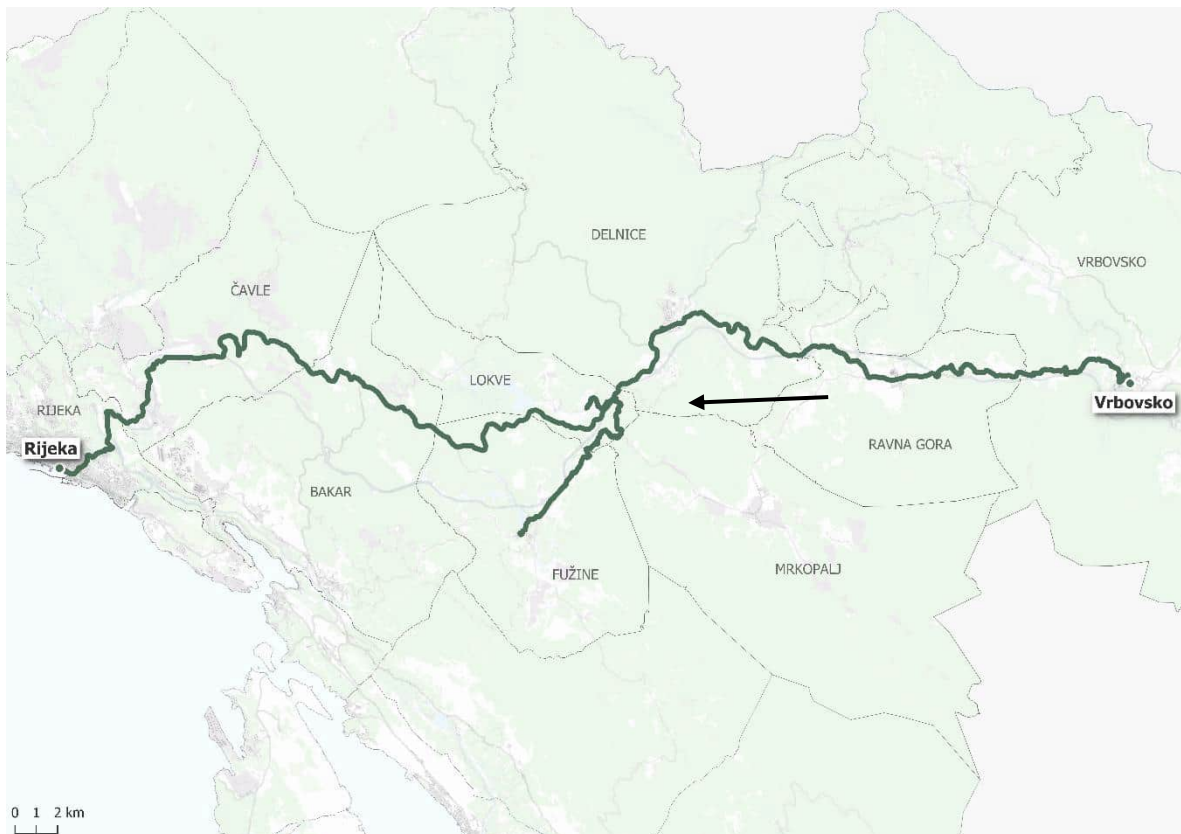 DELNICE
VRBOVSKO
ČAVLE
LOKVE
Vrbovsko
RIJEKA
RAVNA GORA
Rijeka
BAKAR
MRKOPALJ
FUŽINE
0 1 2 km